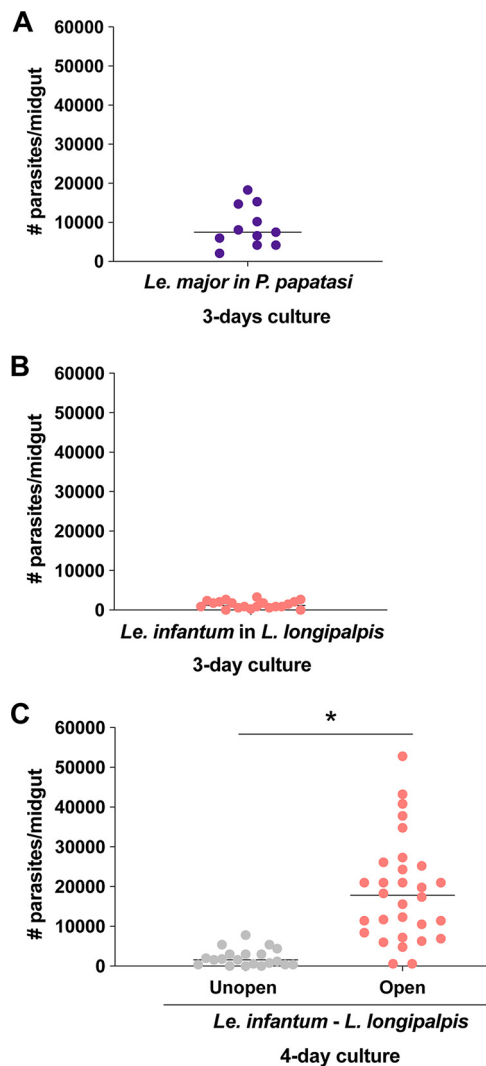 A
60000
50000
40000
30000
20000
10000
0
# parasites/midgut
Le. major in P. papatasi
3-days culture
B
60000
50000
40000
30000
20000
10000
0
# parasites/midgut
Le. infantum in L. longipalpis
3-day culture
C
60000
50000
40000
30000
20000
10000
0
# parasites/midgut
*
Unopen Open
Le. infantum - L. longipalpis
4-day culture